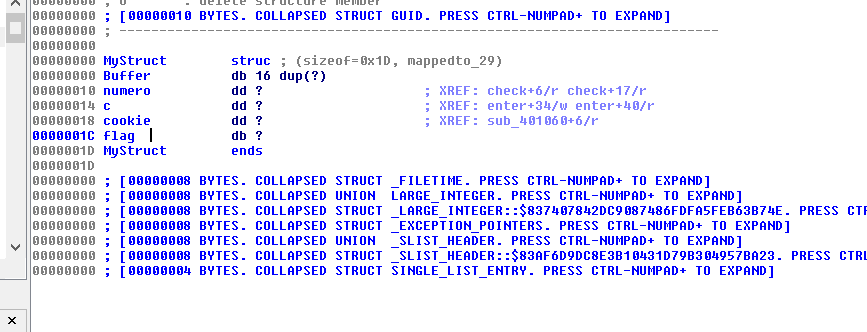 00000000 ; [00000010 BYTES. COLLAPSED STRUCT GUID. PRESS CTRL-NUMPAD+ TO EXPAND]
00000000 ; ---------------------------------------------------------------------------
00000000
00000000 MyStruct struc ; (sizeof=0x1D, mappedto_29)
00000000 Buffer db 16 dup(?)
00000010 numero dd ? ; XREF: check+6/r check+17/r
00000014 c dd ? ; XREF: enter+34/w enter+40/r
00000018 cookie dd ? ; XREF: sub_401060+6/r
0000001C flag db ?
0000001D MyStruct ends
0000001D
00000000 ; [00000008 BYTES. COLLAPSED STRUCT _FILETIME. PRESS CTRL-NUMPAD+ TO EXPAND]
00000000 ; [00000008 BYTES. COLLAPSED UNION LARGE_INTEGER. PRESS CTRL-NUMPAD+ TO EXPAND]
00000000 ; [00000008 BYTES. COLLAPSED STRUCT _LARGE_INTEGER::$837407842DC9087486FDFA5FEB63B74E. PRESS CTR
00000000 ; [00000008 BYTES. COLLAPSED STRUCT _EXCEPTION_POINTERS. PRESS CTRL-NUMPAD+ TO EXPAND]
00000000 ; [00000008 BYTES. COLLAPSED UNION _SLIST_HEADER. PRESS CTRL-NUMPAD+ TO EXPAND]
00000000 ; [00000008 BYTES. COLLAPSED STRUCT _SLIST_HEADER::$83AF6D9DC8E3B10431D79B304957BA23. PRESS CTRL
00000000 ; [00000004 BYTES. COLLAPSED STRUCT SINGLE_LIST_ENTRY. PRESS CTRL-NUMPAD+ TO EXPAND]